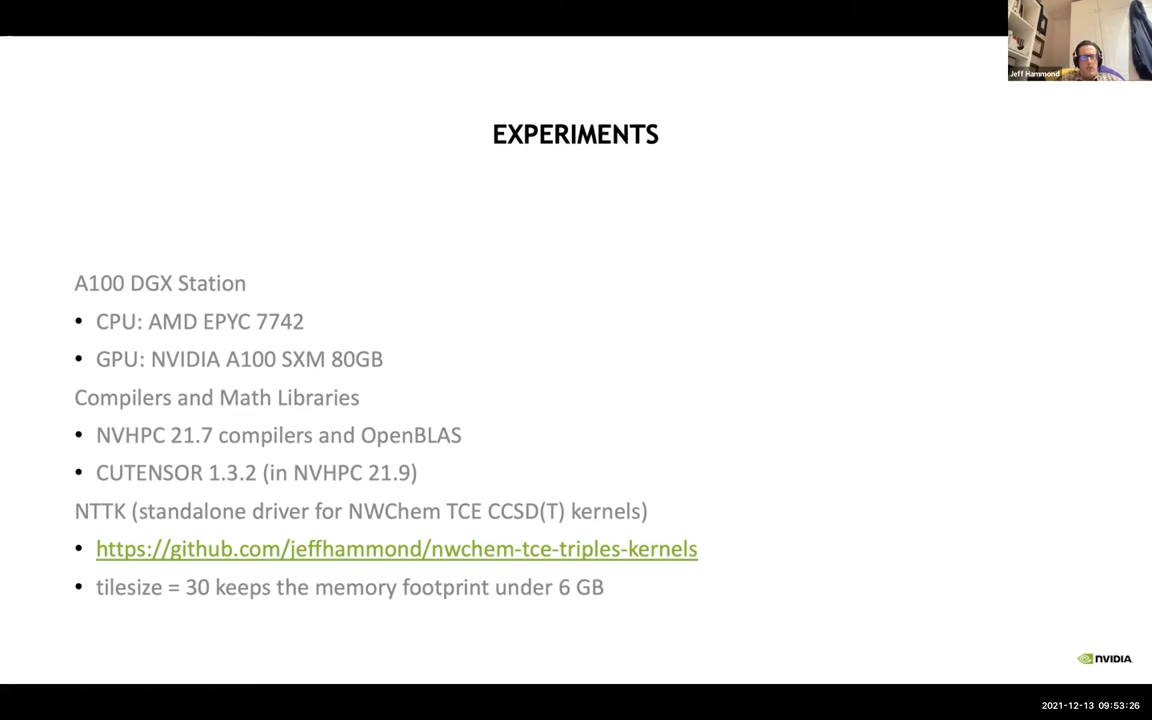 Jeff Hammond
EXPERIMENTS
A100 DGX Station
• CPU: AMD EPYC 7742
• GPU: NVIDIA A100 SXM 80GB
Compilers and Math Libraries
• NVHPC 21.7 compilers and OpenBLAS
• CUTENSOR 1.3.2 (in NVHPC 21.9)
NTTK (standalone driver for NWChem TCE CCSD(T) kernels)
• https://github.com/jeffhammond/nwchem-tce-triples-kernels
• tilesize = 30 keeps the memory footprint under 6 GB
NVIDIA.
2021-12-13 09:53:26